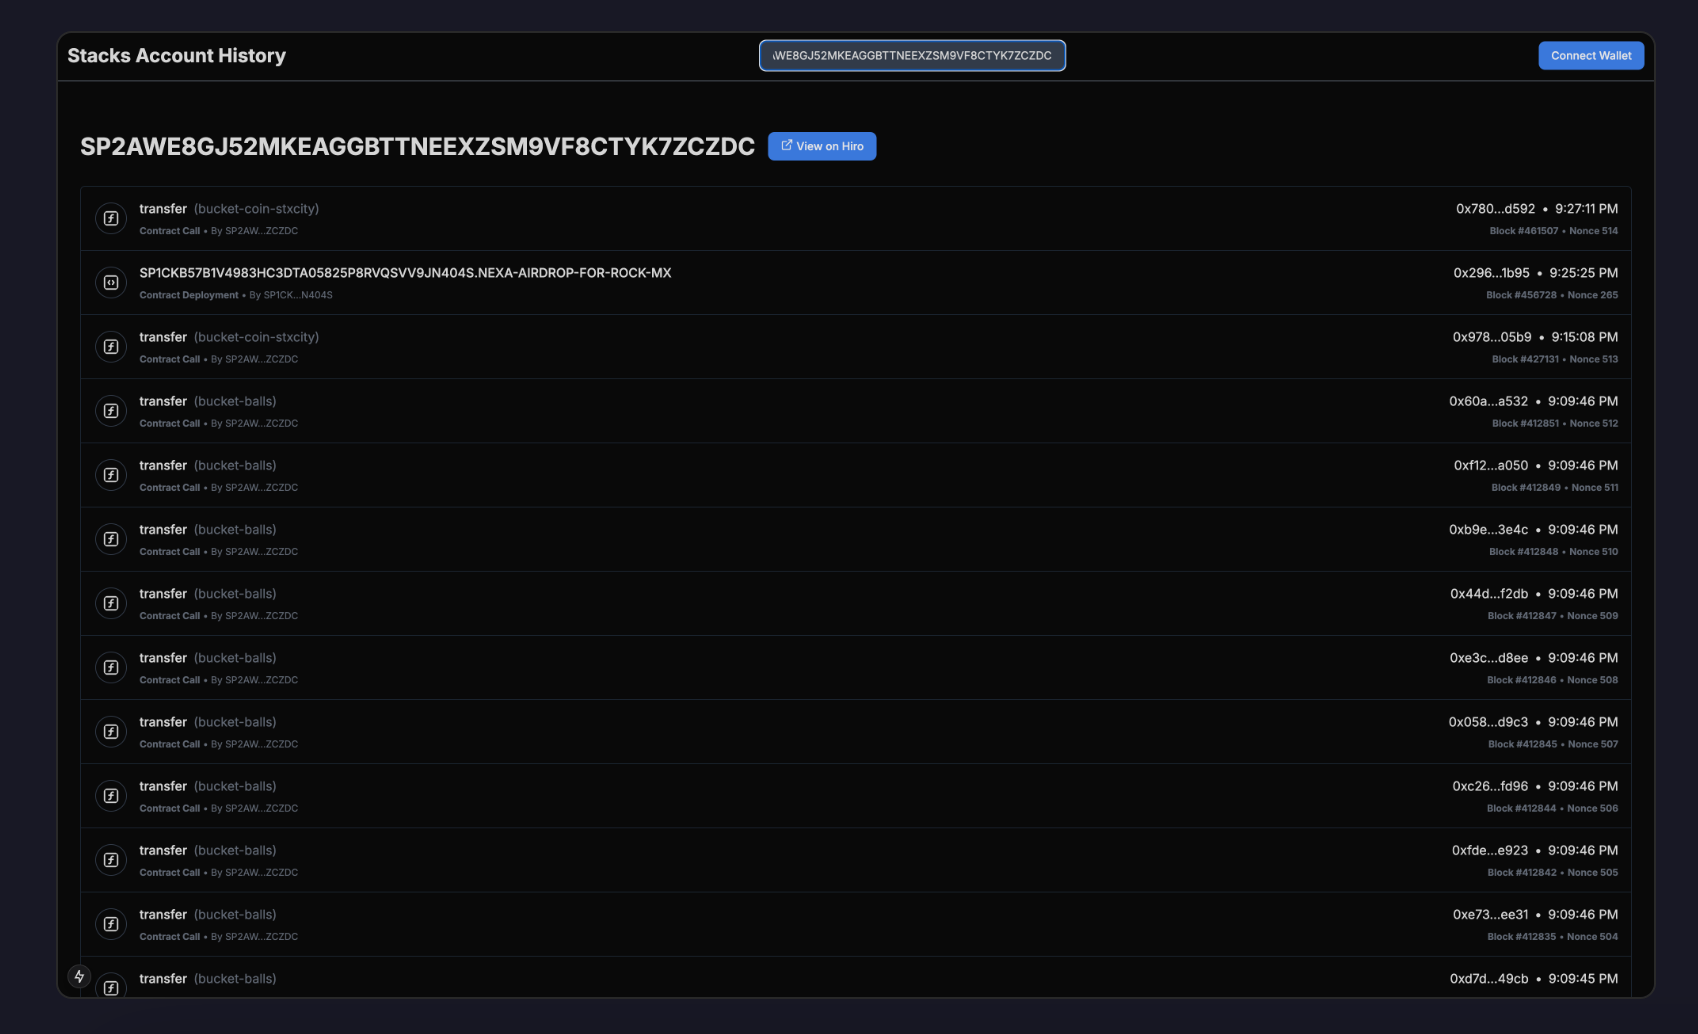 Stacks Account History
WE8GJ52MKEAGGBTTNEEXZSM9VF8CTYK7ZCZDC
Connect Wallet
SP2AWE8GJ52MKEAGGBTTNEEXZSM9VF8CTYK7ZCZDC
View on Hiro
transfer (bucket-coin-stxcity)
0x780...d592 • 9:27:11 PM
Contract Call • By SP2AW...ZCZDC
Block #461507 • Nonce 514
SP1CKB57B1V4983HC3DTA05825P8RVQSVV9JN404S.NEXA-AIRDROP-FOR-ROCK-MX
0x296...1b95 • 9:25:25 PM
Contract Deployment • By SP1CK...N404S
Block #456728 • Nonce 265
transfer (bucket-coin-stxcity)
0x978...05b9 • 9:15:08 PM
Contract Call • By SP2AW...ZCZDC
Block #427131 • Nonce 513
transfer (bucket-balls)
0x60a...a532 • 9:09:46 PM
Contract Call • By SP2AW...ZCZDC
Block #412851 • Nonce 512
transfer (bucket-balls)
0xf12...a050 • 9:09:46 PM
Contract Call • By SP2AW...ZCZDC
Block #412849 • Nonce 511
transfer (bucket-balls)
0xb9e...3e4c • 9:09:46 PM
Contract Call • By SP2AW...ZCZDC
Block #412848 • Nonce 510
transfer (bucket-balls)
0x44d...f2db • 9:09:46 PM
Contract Call • By SP2AW...ZCZDC
Block #412847 • Nonce 509
transfer (bucket-balls)
0xe3c...d8ee • 9:09:46 PM
Contract Call • By SP2AW...ZCZDC
Block #412846 • Nonce 508
transfer (bucket-balls)
0x058...d9c3 • 9:09:46 PM
Contract Call • By SP2AW...ZCZDC
Block #412845 • Nonce 507
transfer (bucket-balls)
0xc26...fd96 • 9:09:46 PM
Contract Call • By SP2AW...ZCZDC
Block #412844 • Nonce 506
transfer (bucket-balls)
0xfde...e923 • 9:09:46 PM
Contract Call • By SP2AW...ZCZDC
Block #412842 • Nonce 505
transfer (bucket-balls)
0xe73...ee31 • 9:09:46 PM
Contract Call • By SP2AW...ZCZDC
Block #412835 • Nonce 504
transfer (bucket-balls)
0xd7d...49cb • 9:09:45 PM